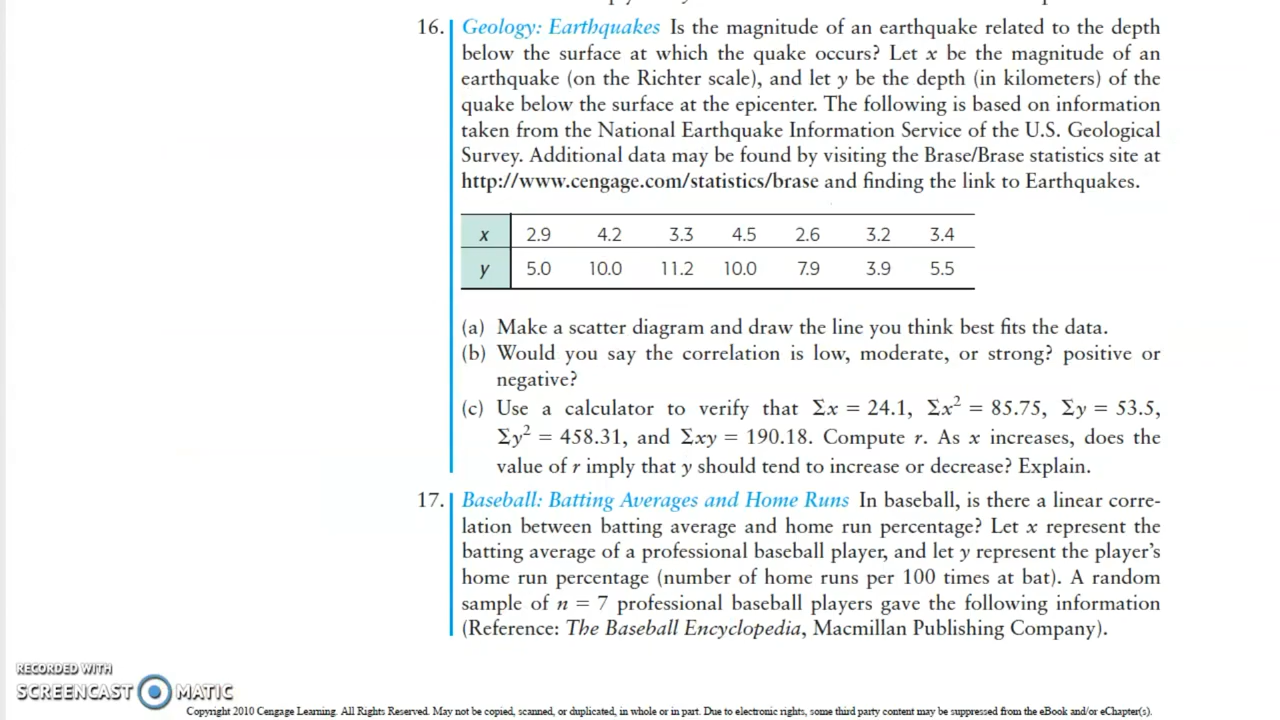 16. Geology: Earthquakes Is the magnitude of an earthquake related to the depth
below the surface at which the quake occurs? Let x be the magnitude of an
earthquake (on the Richter scale), and let y be the depth (in kilometers) of the
quake below the surface at the epicenter. The following is based on information
taken from the National Earthquake Information Service of the U.S. Geological
Survey. Additional data may be found by visiting the Brase/Brase statistics site at
http://www.cengage.com/statistics/brase and finding the link to Earthquakes.
x 2.9 4.2 3.3 4.5 2.6 3.2 3.4
y 5.0 10.0 11.2 10.0 7.9 3.9 5.5
(a) Make a scatter diagram and draw the line you think best fits the data.
(b) Would you say the correlation is low, moderate, or strong? positive or
negative?
(c) Use a calculator to verify that Σx = 24.1, Σx² = 85.75, Σy = 53.5,
Σy² = 458.31, and Σxy = 190.18. Compute r. As x increases, does the
value of r imply that y should tend to increase or decrease? Explain.
17. Baseball: Batting Averages and Home Runs In baseball, is there a linear corre-
lation between batting average and home run percentage? Let x represent the
batting average of a professional baseball player, and let y represent the player's
home run percentage (number of home runs per 100 times at bat). A random
sample of n = 7 professional baseball players gave the following information
(Reference: The Baseball Encyclopedia, Macmillan Publishing Company).
RECORDED WITH
SCREENCAST MATIC
Copyright 2010 Cengage Learning. All Rights Reserved. May not be copied, scanned, or duplicated, in whole or in part. Due to electronic rights, some third party content may be suppressed from the eBook and/or eChapter(s).